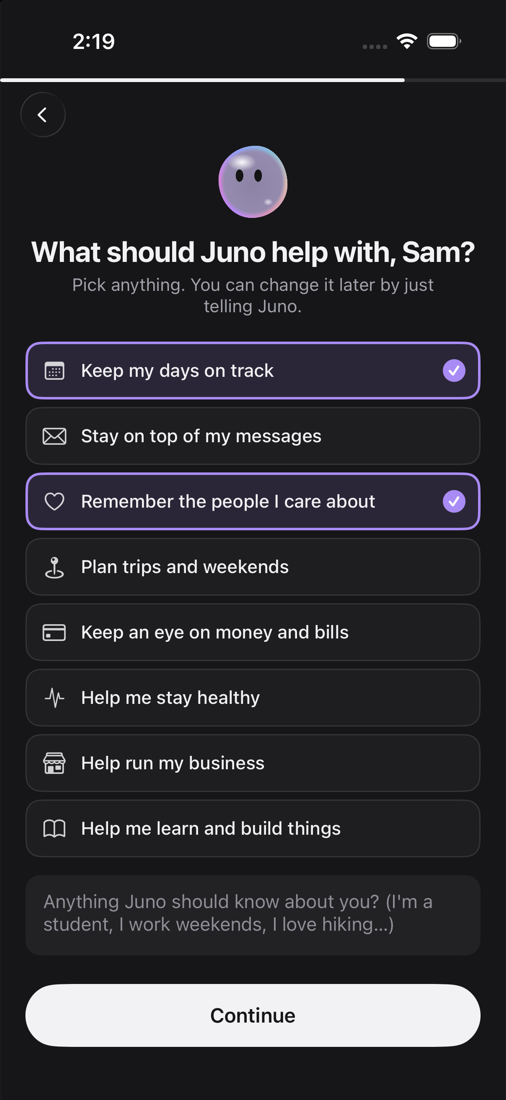 2:19
What should Juno help with, Sam?
Pick anything. You can change it later by just
telling Juno.
Keep my days on track
Stay on top of my messages
Remember the people I care about
Plan trips and weekends
Keep an eye on money and bills
Help me stay healthy
Help run my business
Help me learn and build things
Anything Juno should know about you? (I'm a
student, I work weekends, I love hiking...)
Continue